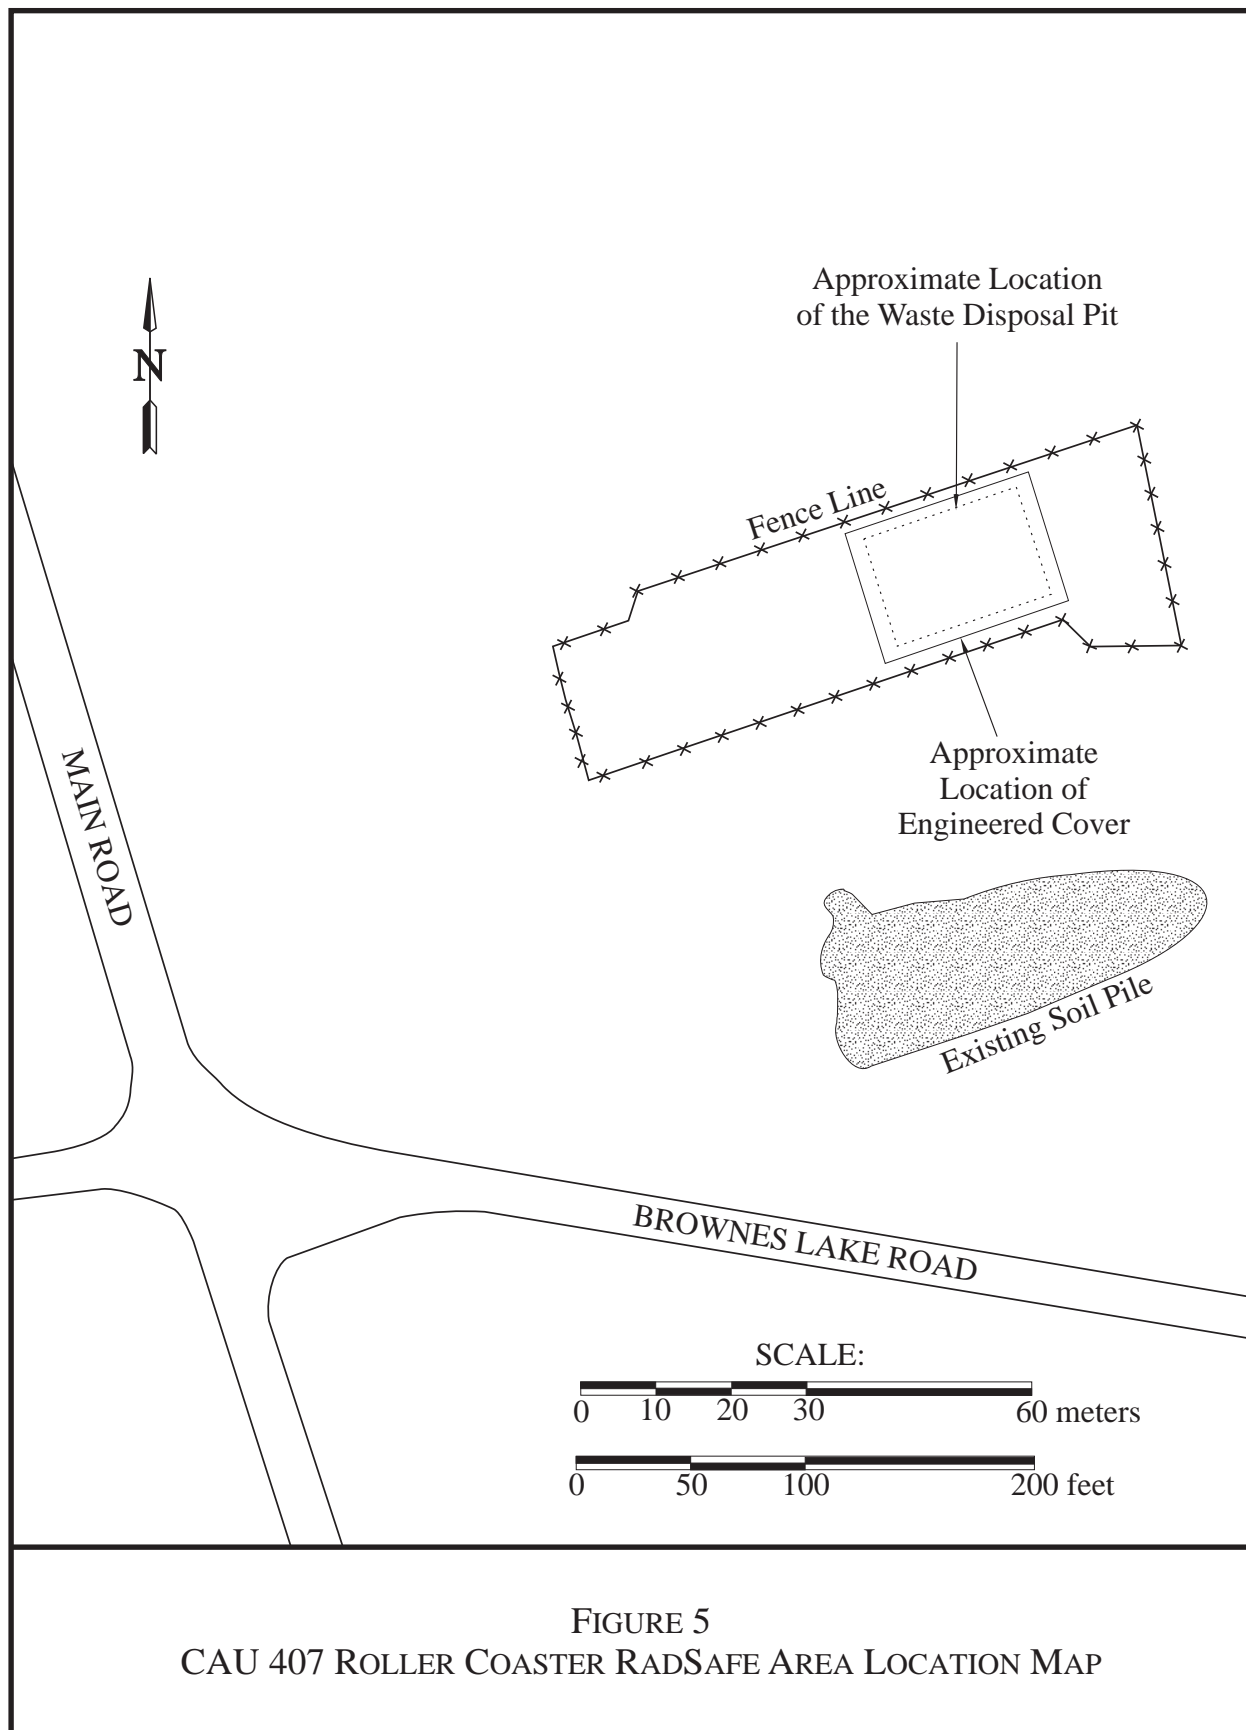 Approximate Location
of the Waste Disposal Pit
N
Fence Line
MAIN ROAD
Approximate
Location of
Engineered Cover
Existing Soil Pile
BROWNES LAKE ROAD
SCALE:
0 10 20 30 60 meters
0 50 100 200 feet
FIGURE 5
CAU 407 ROLLER COASTER RADSAFE AREA LOCATION MAP